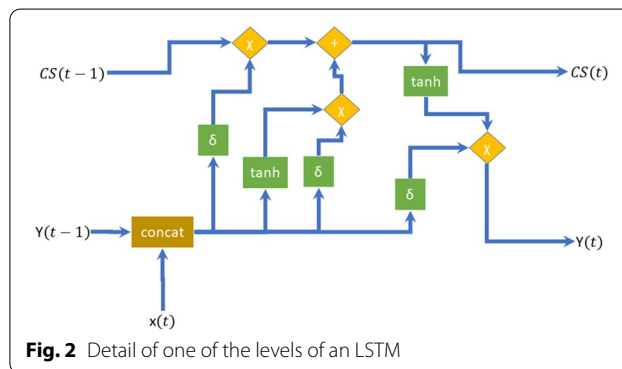 χ
+
CS(t−1)
tanh
CS(t)
χ
δ
tanh
δ
χ
δ
Y(t−1)
concat
Y(t)
x(t)
Fig. 2 Detail of one of the levels of an LSTM